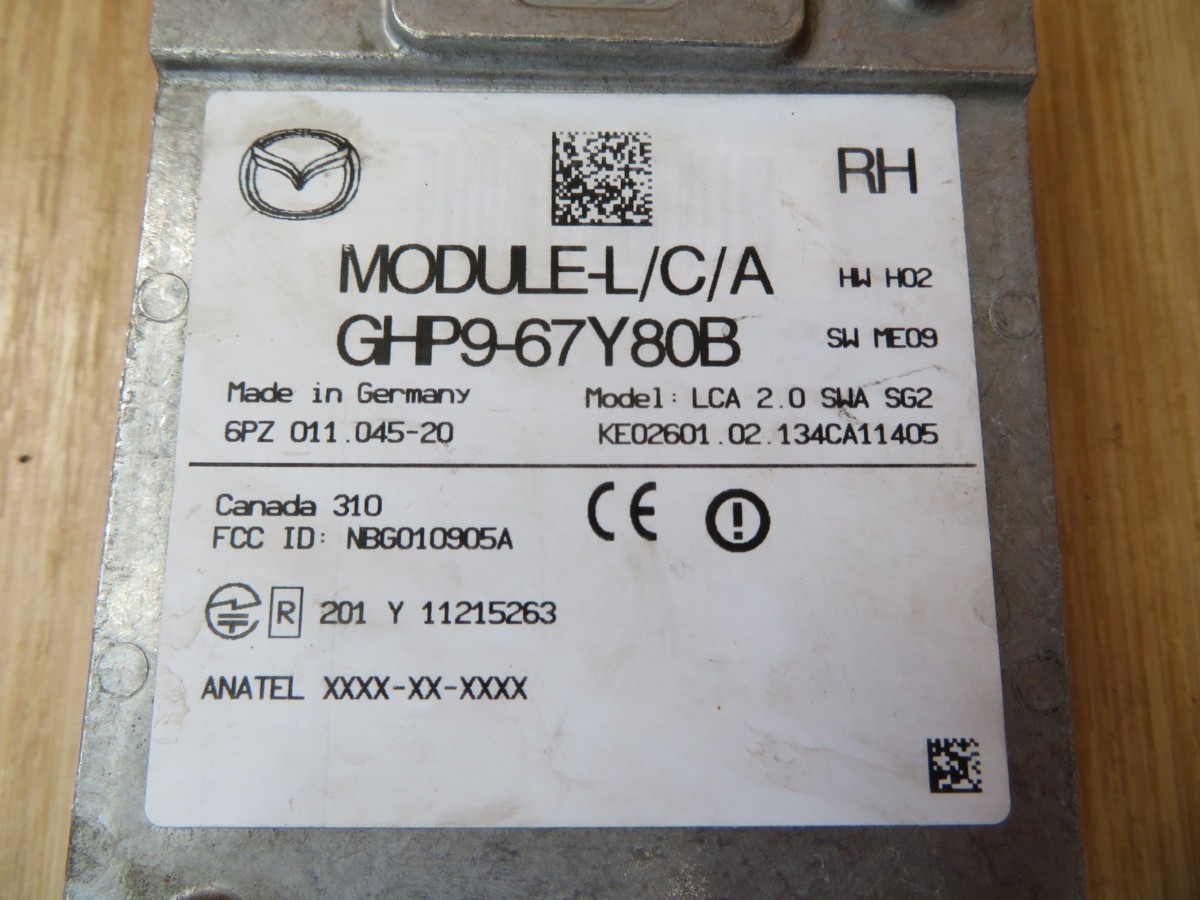 RH
MODULE-L/C/A
HW H02
GHP9-67Y80B
SW ME09
Made in Germany
Model: LCA 2.0 SWA SG2
6PZ 011.045-20
KE02601.02.134CA11405
Canada 310
FCC ID: NBG010905A
CE
R 201 Y 11215263
ANATEL XXXX-XX-XXXX